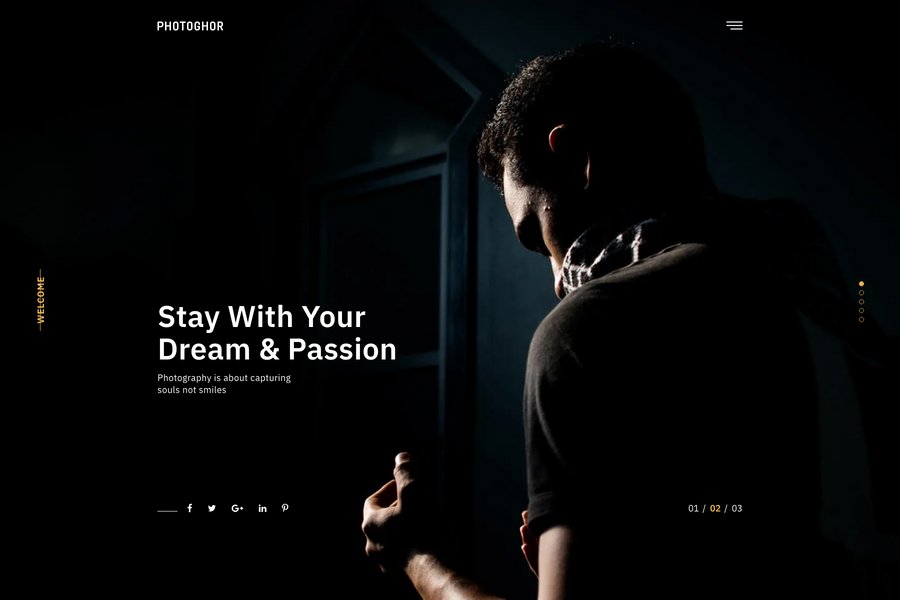 PHOTOGHOR
WELCOME
Stay With Your
Dream & Passion
Photography is about capturing
souls not smiles
01 / 02 / 03